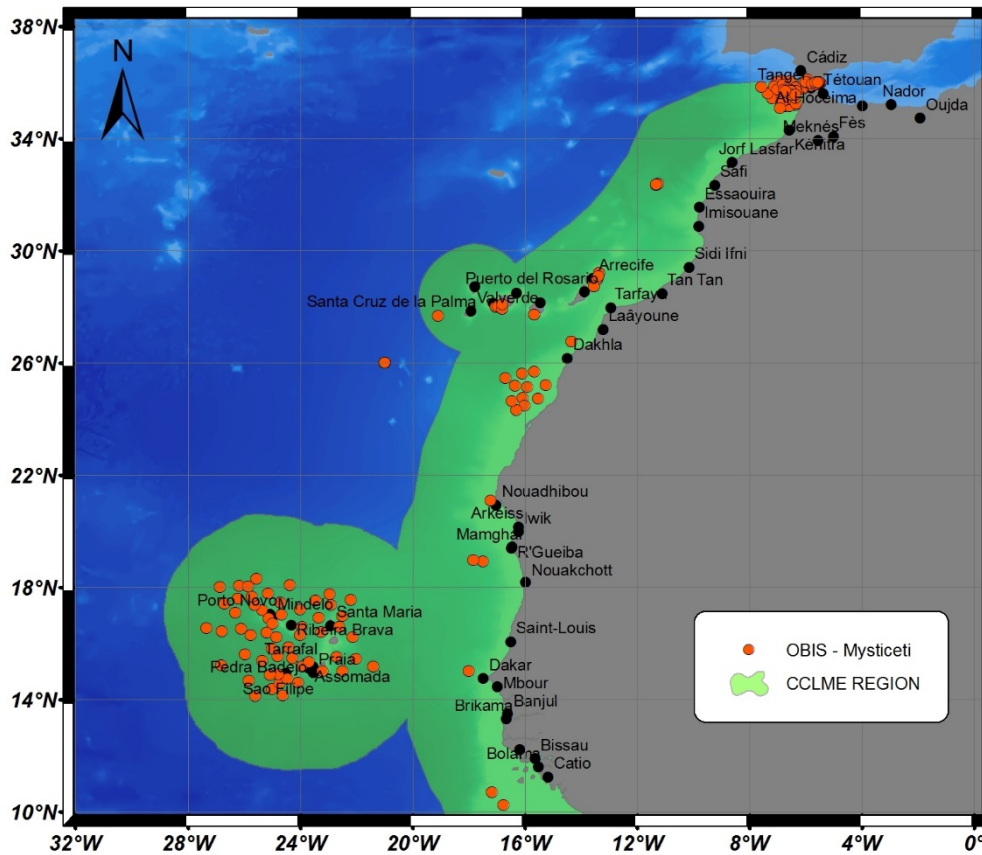 38°N
34°N
30°N
26°N
22°N
18°N
14°N
10°N
N
Cádiz
Tanger
Tétouan
Al Hoceima
Nador
Oujda
Fès
Meknés
Kénitra
Jorf Lasfar
Safi
Essaouira
Imisouane
Sidi Ifni
Arrecife
Puerto del Rosario
Tan Tan
Santa Cruz de la Palma
Valverde
Tarfaya
Laâyoune
Dakhla
Nouadhibou
Arkeiss
Iwik
Mamghar
R'Gueiba
Nouakchott
Porto Novo
Mindelo
Santa Maria
Ribeira Brava
Saint-Louis
Tarrafal
Praia
Pedra Badejo
Assomada
Sao Filipe
Dakar
Mbour
Banjul
Brikama
Bissau
Bolama
Catio
OBIS - Mysticeti
CCLME REGION
32°W
28°W
24°W
20°W
16°W
12°W
8°W
4°W
0°W